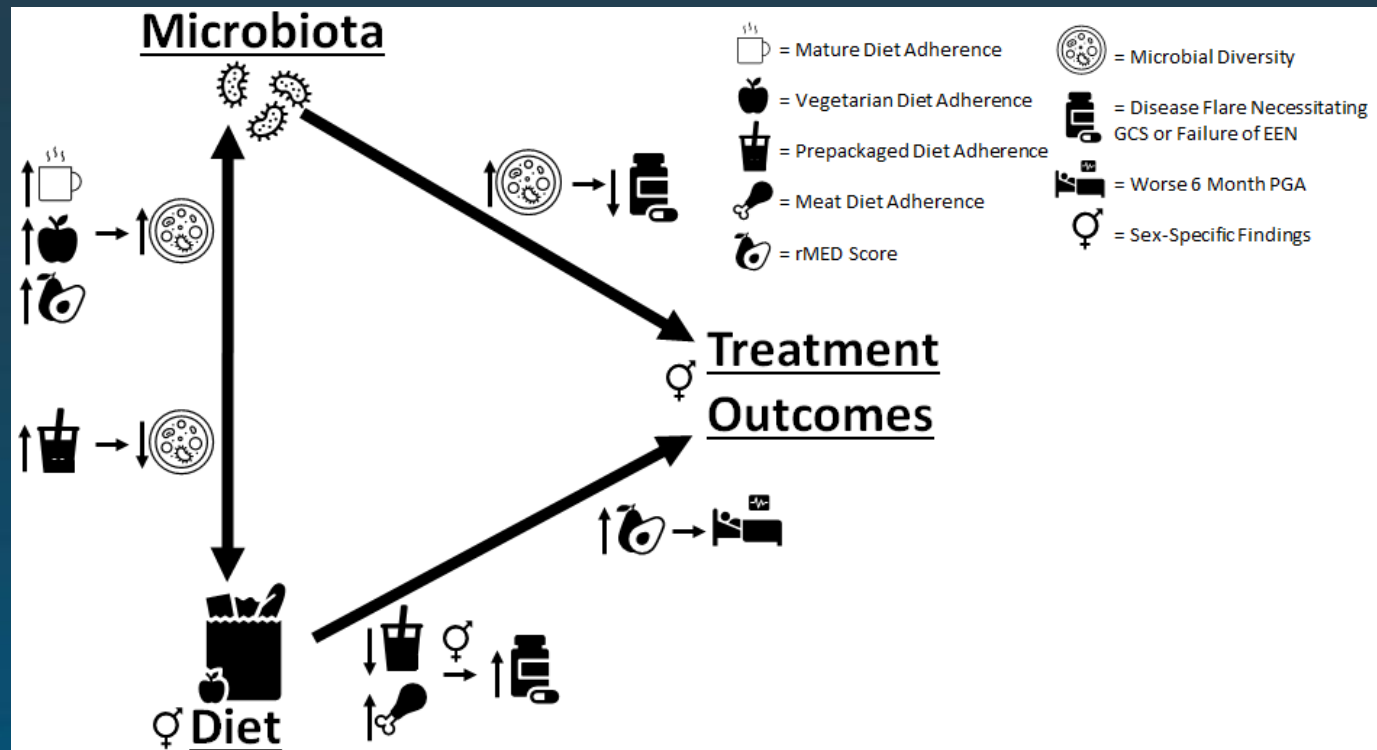 Microbiota
= Mature Diet Adherence
= Vegetarian Diet Adherence
= Prepackaged Diet Adherence
= Meat Diet Adherence
= rMED Score
= Microbial Diversity
= Disease Flare Necessitating
GCS or Failure of EEN
= Worse 6 Month PGA
= Sex-Specific Findings
Treatment
Outcomes
Diet